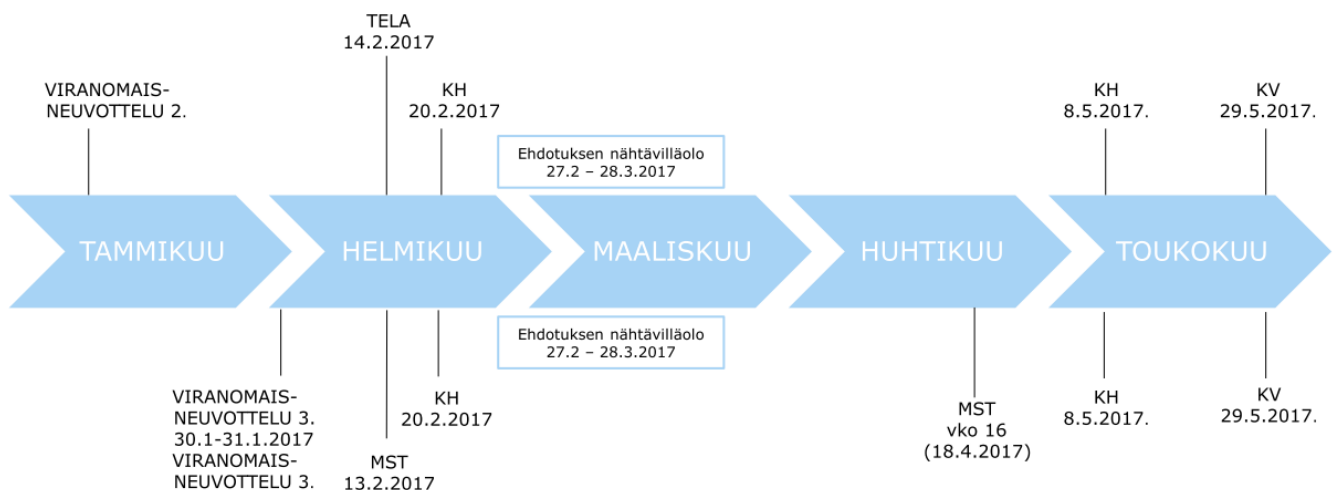 TELA
14.2.2017
VIRANOMAIS-
NEUVOTTELU 2.
KH
20.2.2017
KH
8.5.2017.
KV
29.5.2017.
Ehdotuksen nähtävilläolo
27.2 – 28.3.2017
TAMMIKUU
HELMIKUU
MAALISKUU
HUHTIKUU
TOUKOKUU
Ehdotuksen nähtävilläolo
27.2 – 28.3.2017
VIRANOMAIS-
NEUVOTTELU 3.
30.1-31.1.2017
VIRANOMAIS-
NEUVOTTELU 3.
KH
20.2.2017
MST
13.2.2017
MST
vko 16
(18.4.2017)
KH
8.5.2017.
KV
29.5.2017.